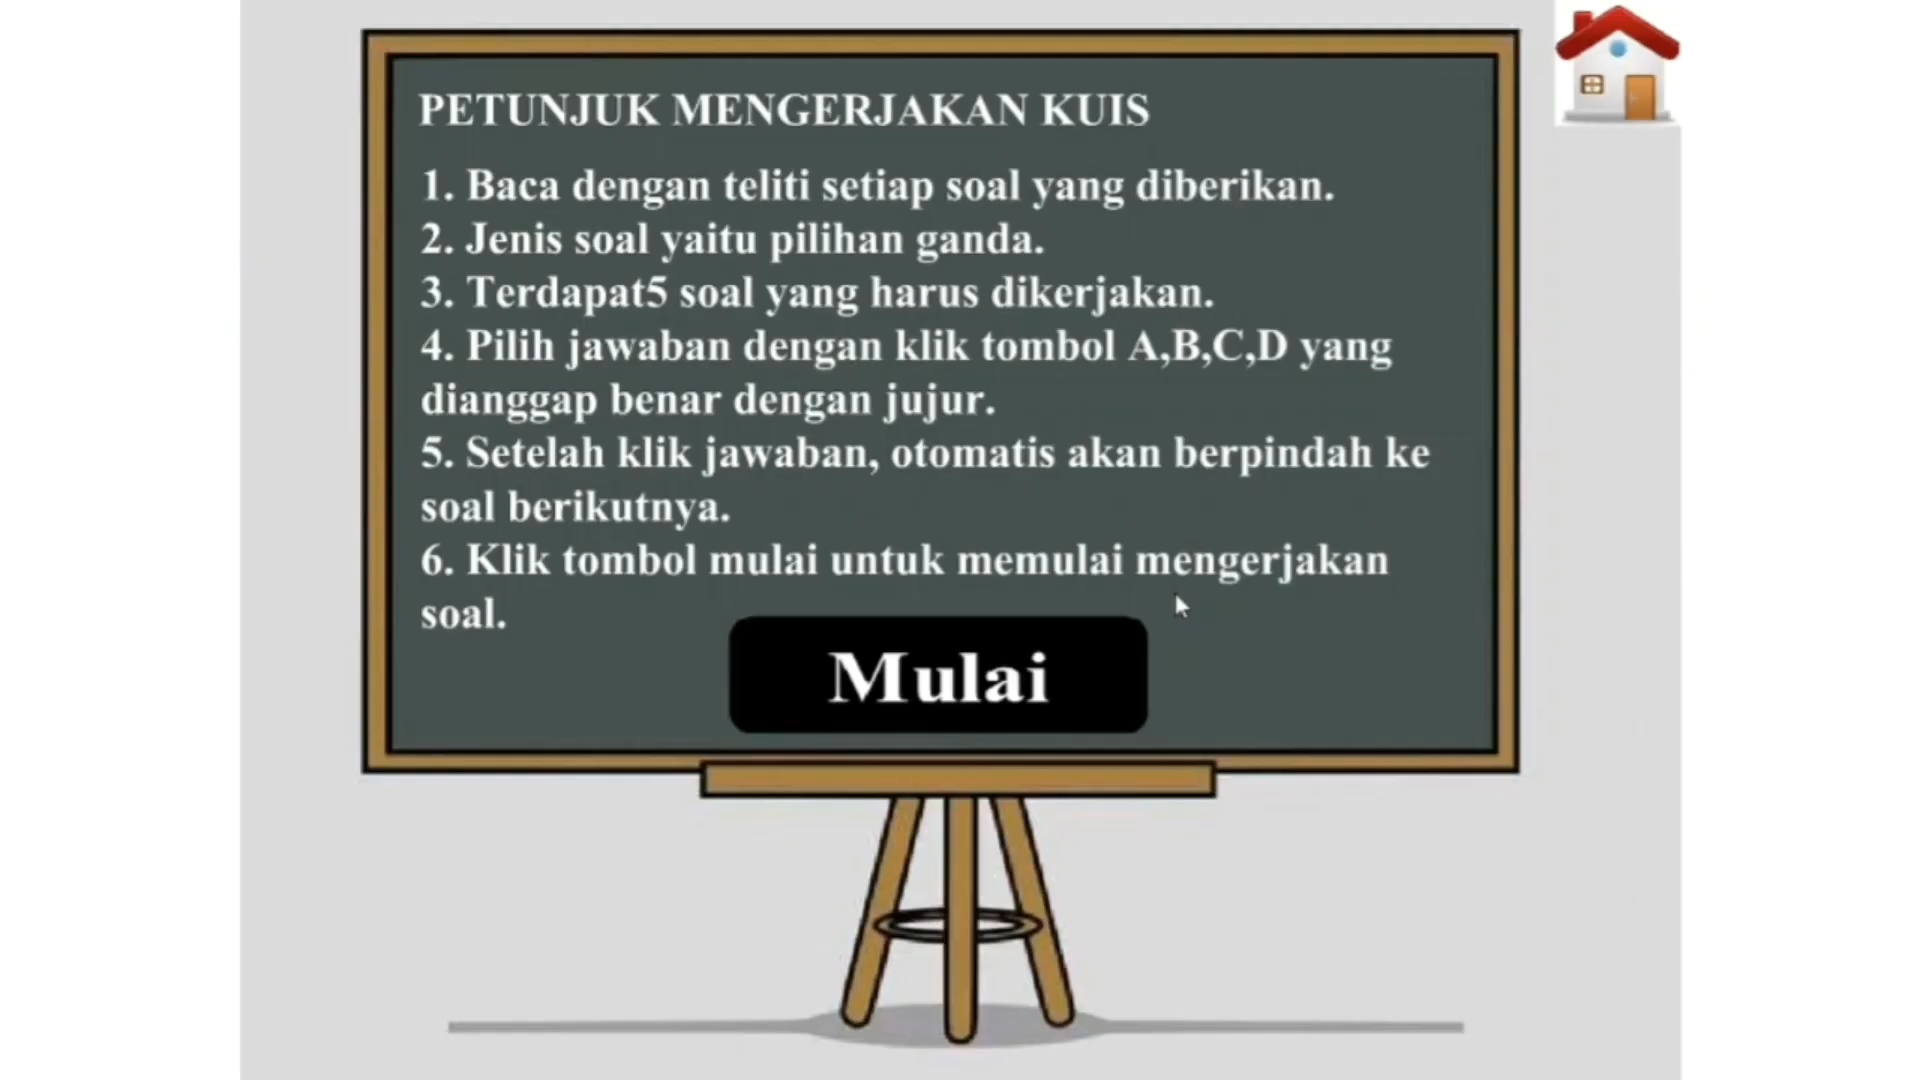 PETUNJUK MENGERJAKAN KUIS
1. Baca dengan teliti setiap soal yang diberikan.
2. Jenis soal yaitu pilihan ganda.
3. Terdapat5 soal yang harus dikerjakan.
4. Pilih jawaban dengan klik tombol A,B,C,D yang
dianggap benar dengan jujur.
5. Setelah klik jawaban, otomatis akan berpindah ke
soal berikutnya.
6. Klik tombol mulai untuk memulai mengerjakan
soal.
Mulai